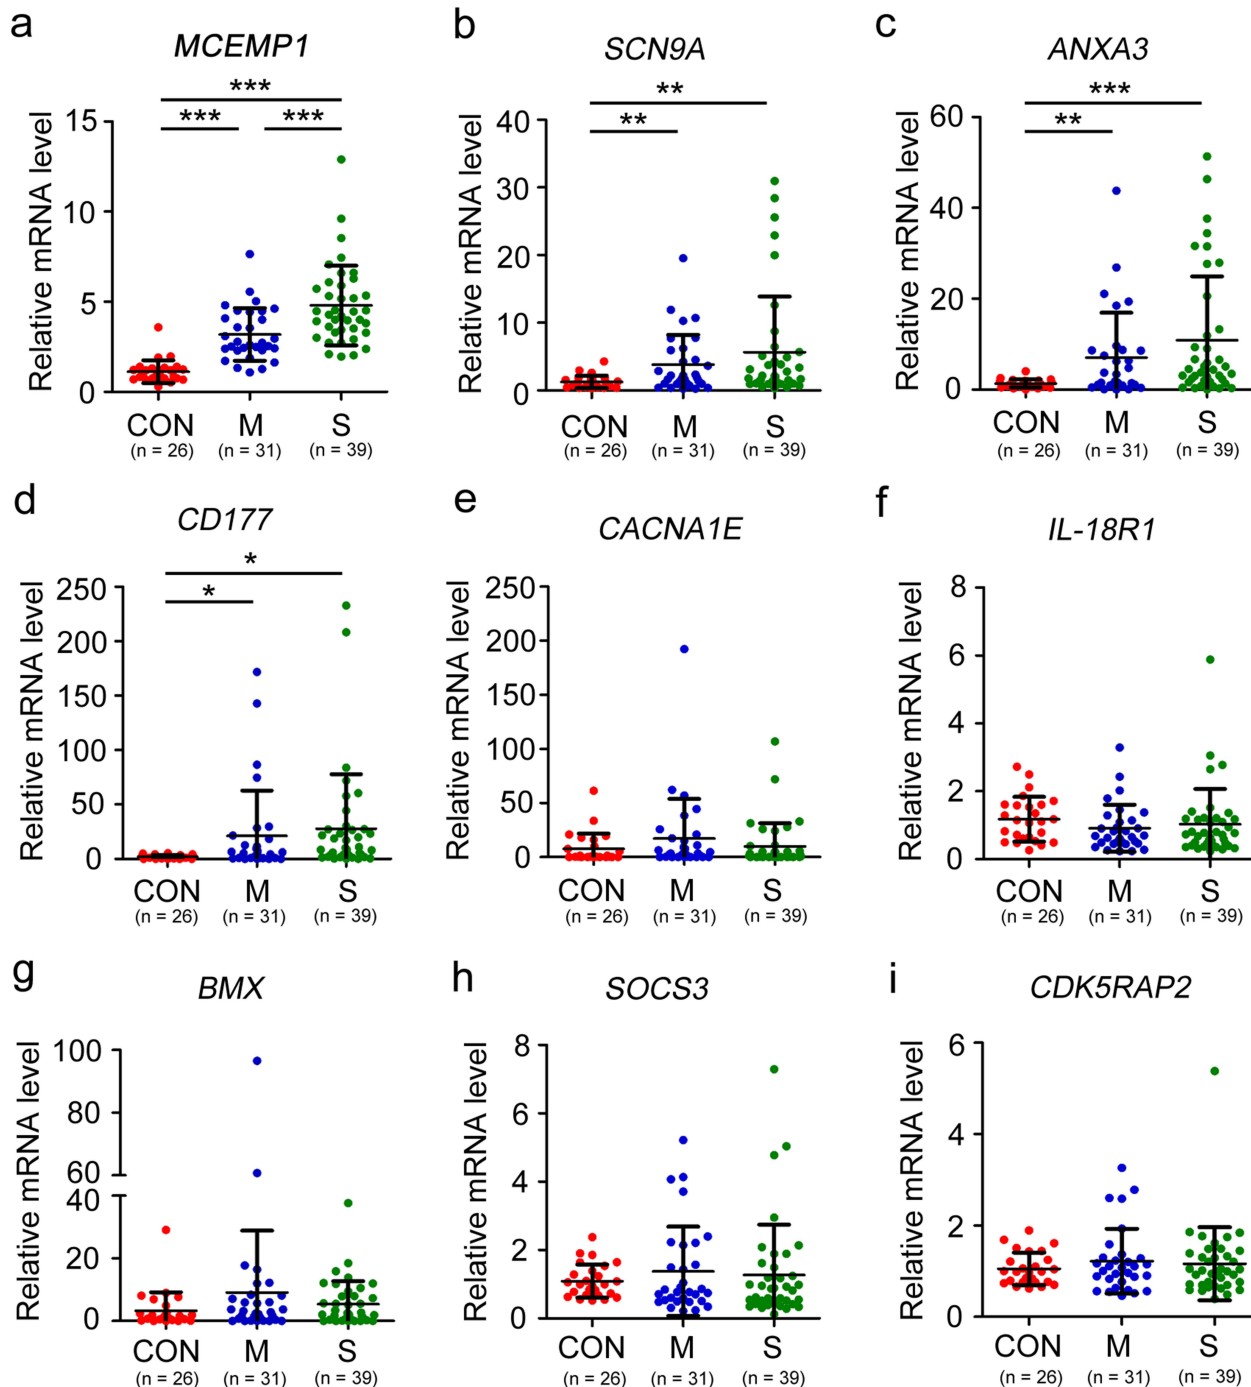 a
MCEMP1
***
*** ***
Relative mRNA level
15
10
5
0
CON M S
(n = 26) (n = 31) (n = 39)
b
SCN9A
**
**
Relative mRNA level
40
30
20
10
0
CON M S
(n = 26) (n = 31) (n = 39)
c
ANXA3
***
**
Relative mRNA level
60
40
20
0
CON M S
(n = 26) (n = 31) (n = 39)
d
CD177
*
*
Relative mRNA level
250
200
150
100
50
0
CON M S
(n = 26) (n = 31) (n = 39)
e
CACNA1E
Relative mRNA level
250
200
150
100
50
0
CON M S
(n = 26) (n = 31) (n = 39)
f
IL-18R1
Relative mRNA level
8
6
4
2
0
CON M S
(n = 26) (n = 31) (n = 39)
g
BMX
Relative mRNA level
100
80
60
40
20
0
CON M S
(n = 26) (n = 31) (n = 39)
h
SOCS3
Relative mRNA level
8
6
4
2
0
CON M S
(n = 26) (n = 31) (n = 39)
i
CDK5RAP2
Relative mRNA level
6
4
2
0
CON M S
(n = 26) (n = 31) (n = 39)